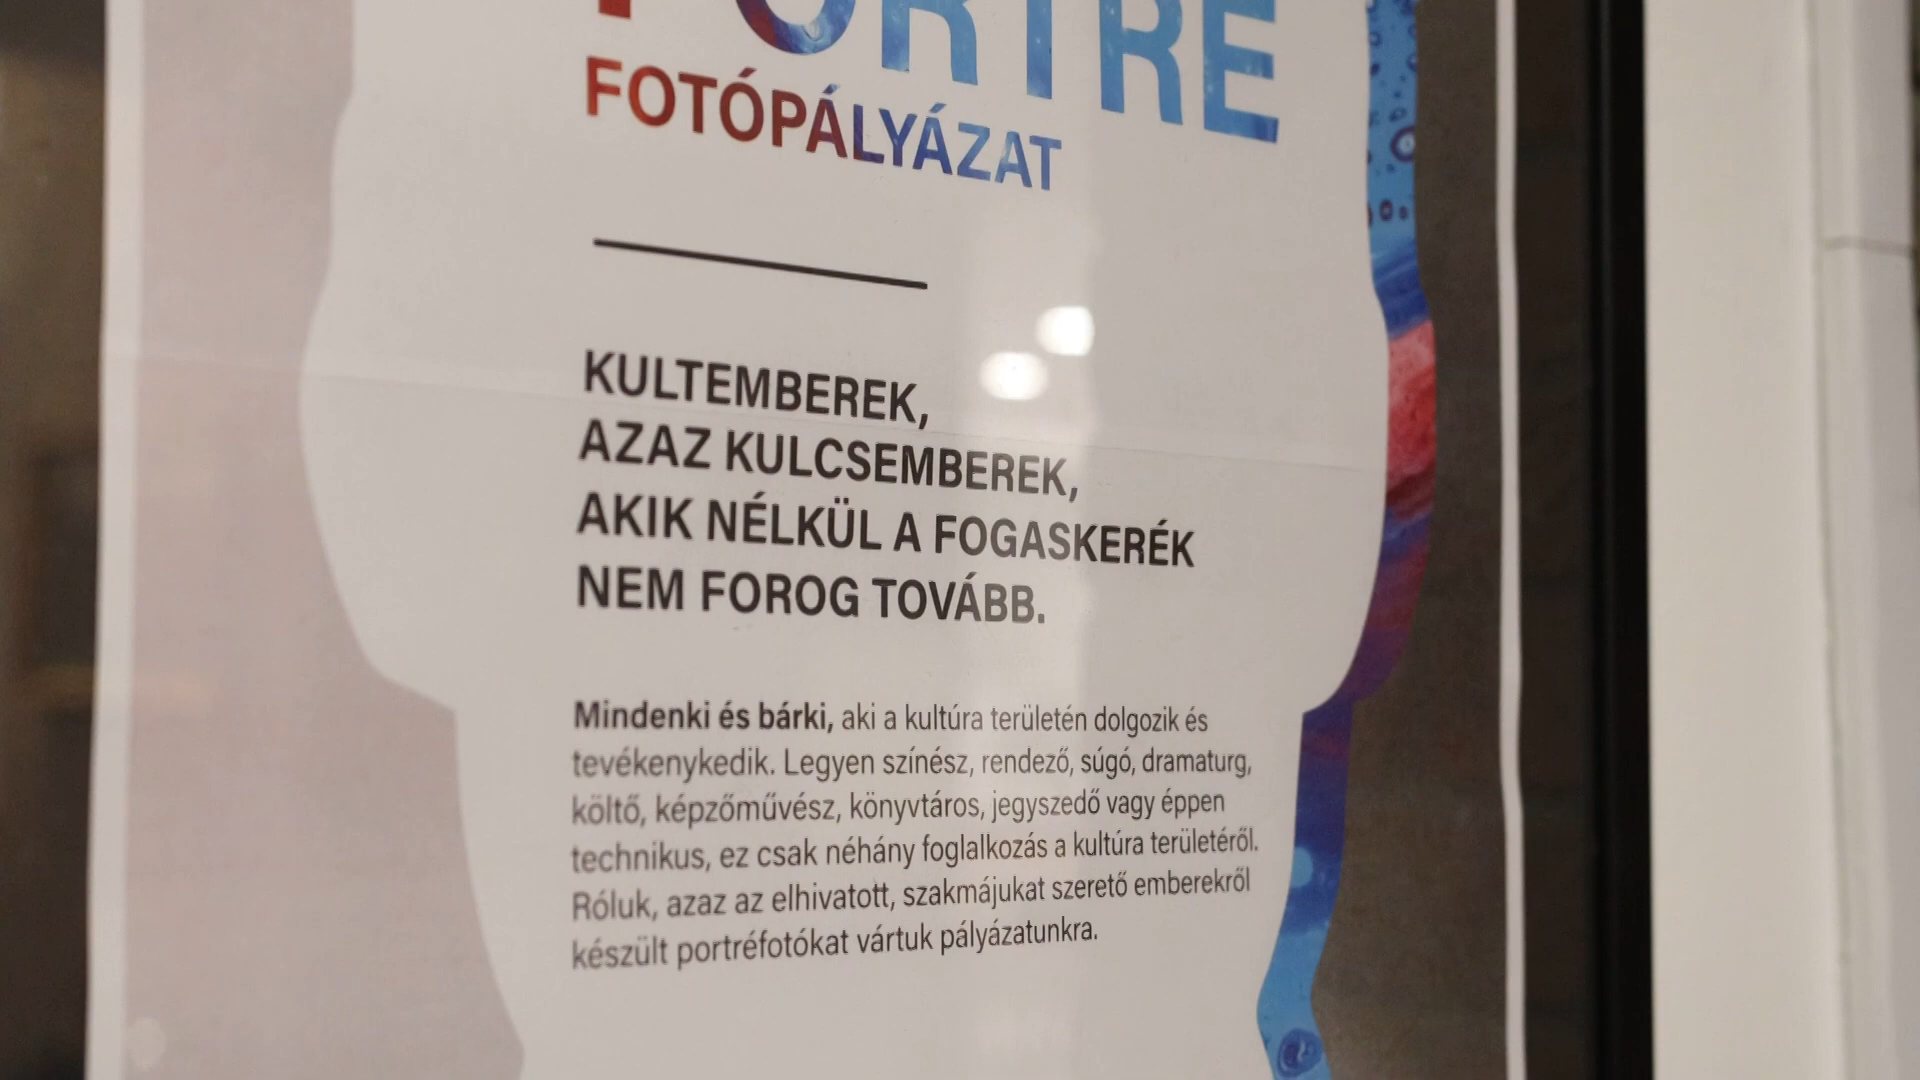 PORTRÉ
FOTÓPÁLYÁZAT
KULTEMBEREK,
AZAZ KULCSEMBEREK,
AKIK NÉLKÜL A FOGASKERÉK
NEM FOROG TOVÁBB.
Mindenki és bárki, aki a kultúra területén dolgozik és
tevékenykedik. Legyen színész, rendező, súgó, dramaturg,
költő, képzőművész, könyvtáros, jegyszedő vagy éppen
technikus, ez csak néhány foglalkozás a kultúra területéről.
Róluk, azaz az elhivatott, szakmájukat szerető emberekről
készült portréfotókat vártuk pályázatunkra.